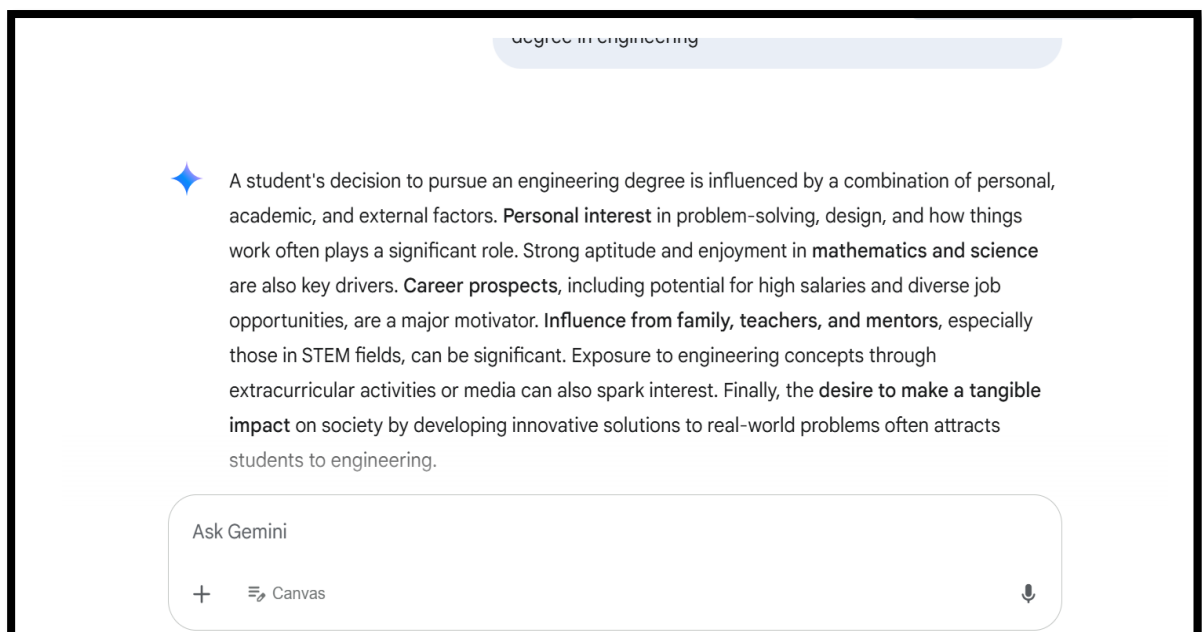 degree in engineering
A student's decision to pursue an engineering degree is influenced by a combination of personal,
academic, and external factors. Personal interest in problem-solving, design, and how things
work often plays a significant role. Strong aptitude and enjoyment in mathematics and science
are also key drivers. Career prospects, including potential for high salaries and diverse job
opportunities, are a major motivator. Influence from family, teachers, and mentors, especially
those in STEM fields, can be significant. Exposure to engineering concepts through
extracurricular activities or media can also spark interest. Finally, the desire to make a tangible
impact on society by developing innovative solutions to real-world problems often attracts
students to engineering.
Ask Gemini
Canvas